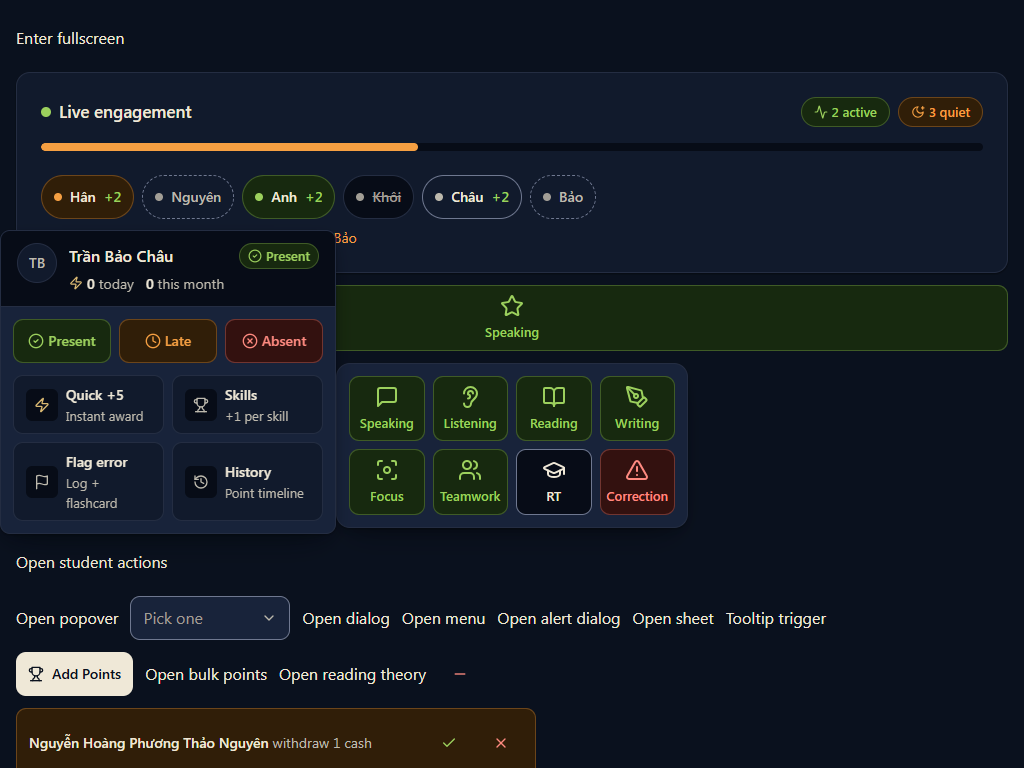 Enter fullscreen
Live engagement
2 active
3 quiet
Hân +2
Nguyên
Anh +2
Khôi
Châu +2
Bảo
Bảo
TB
Trần Bảo Châu
Present
0 today 0 this month
Speaking
Present
Late
Absent
Quick +5
Instant award
Skills
+1 per skill
Flag error
Log +
flashcard
History
Point timeline
Speaking
Listening
Reading
Writing
Focus
Teamwork
RT
Correction
Open student actions
Open popover
Pick one
Open dialog
Open menu
Open alert dialog
Open sheet
Tooltip trigger
Add Points
Open bulk points
Open reading theory
Nguyễn Hoàng Phương Thảo Nguyên withdraw 1 cash